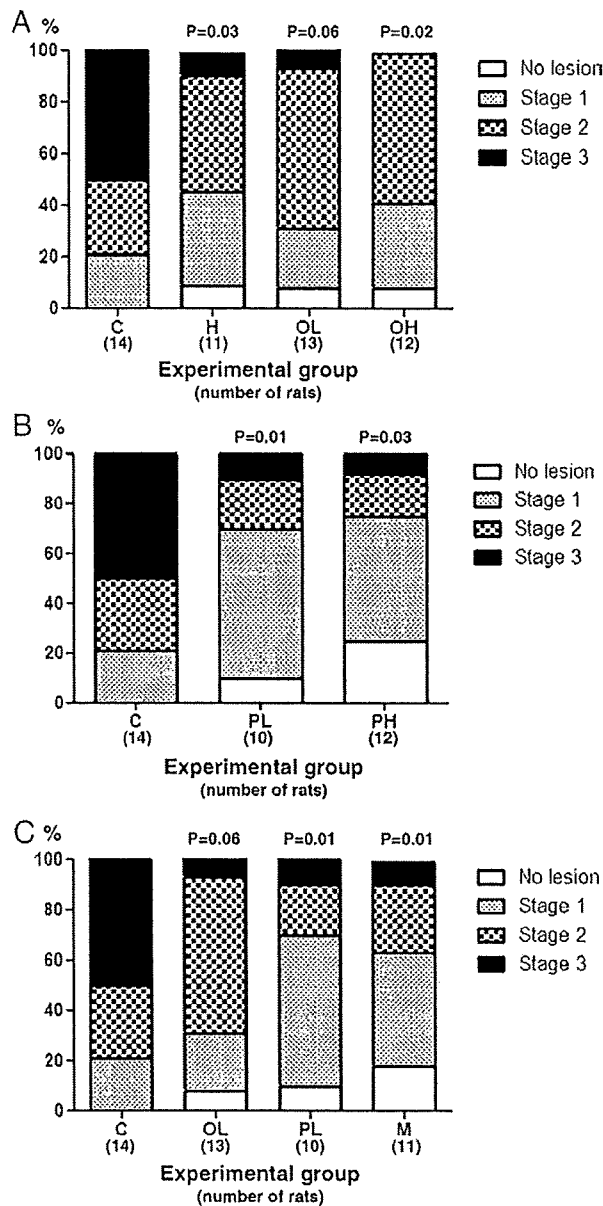 A
%
P=0.03 P=0.06 P=0.02
100
80
60
40
20
0
No lesion
Stage 1
Stage 2
Stage 3
C H OL OH
(14) (11) (13) (12)
Experimental group
(number of rats)
B %
P=0.01 P=0.03
100
80
60
40
20
0
No lesion
Stage 1
Stage 2
Stage 3
C PL PH
(14) (10) (12)
Experimental group
(number of rats)
C %
P=0.06 P=0.01 P=0.01
100
80
60
40
20
0
No lesion
Stage 1
Stage 2
Stage 3
C OL PL M
(14) (13) (10) (11)
Experimental group
(number of rats)